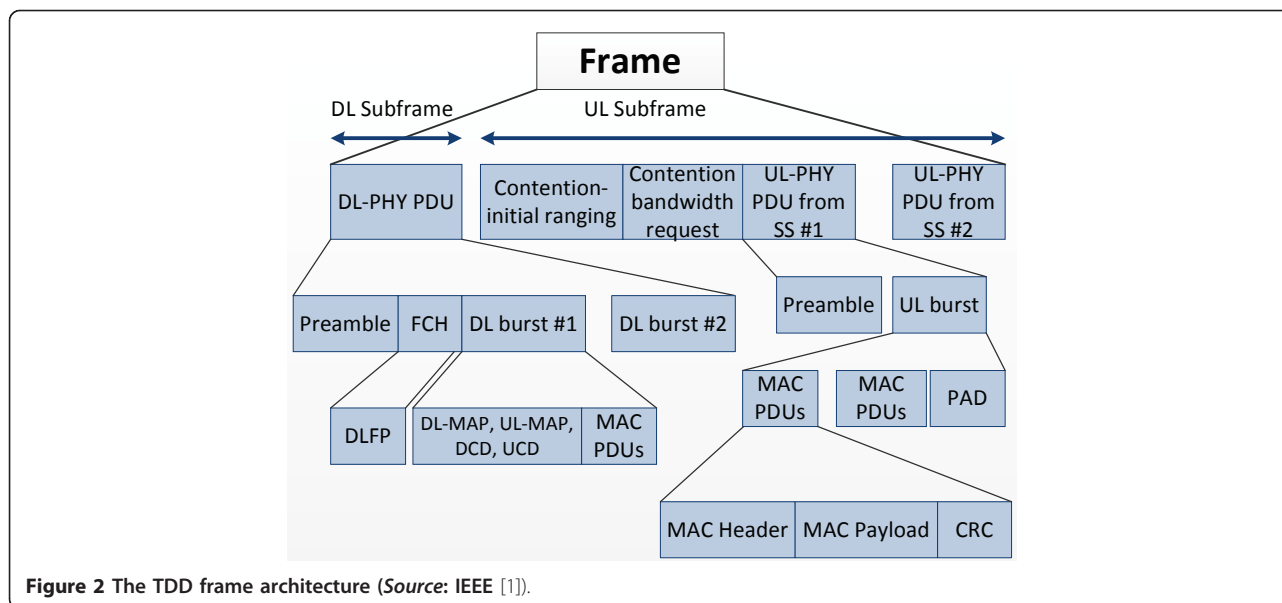 Frame
DL Subframe
UL Subframe
DL-PHY PDU
Contention-
initial ranging
Contention
bandwidth
request
UL-PHY
PDU from
SS #1
UL-PHY
PDU from
SS #2
Preamble
FCH
DL burst #1
DL burst #2
Preamble
UL burst
DLFP
DL-MAP, UL-MAP,
DCD, UCD
MAC
PDUs
MAC
PDUs
MAC
PDUs
PAD
MAC Header
MAC Payload
CRC
Figure 2 The TDD frame architecture (Source: IEEE [1]).